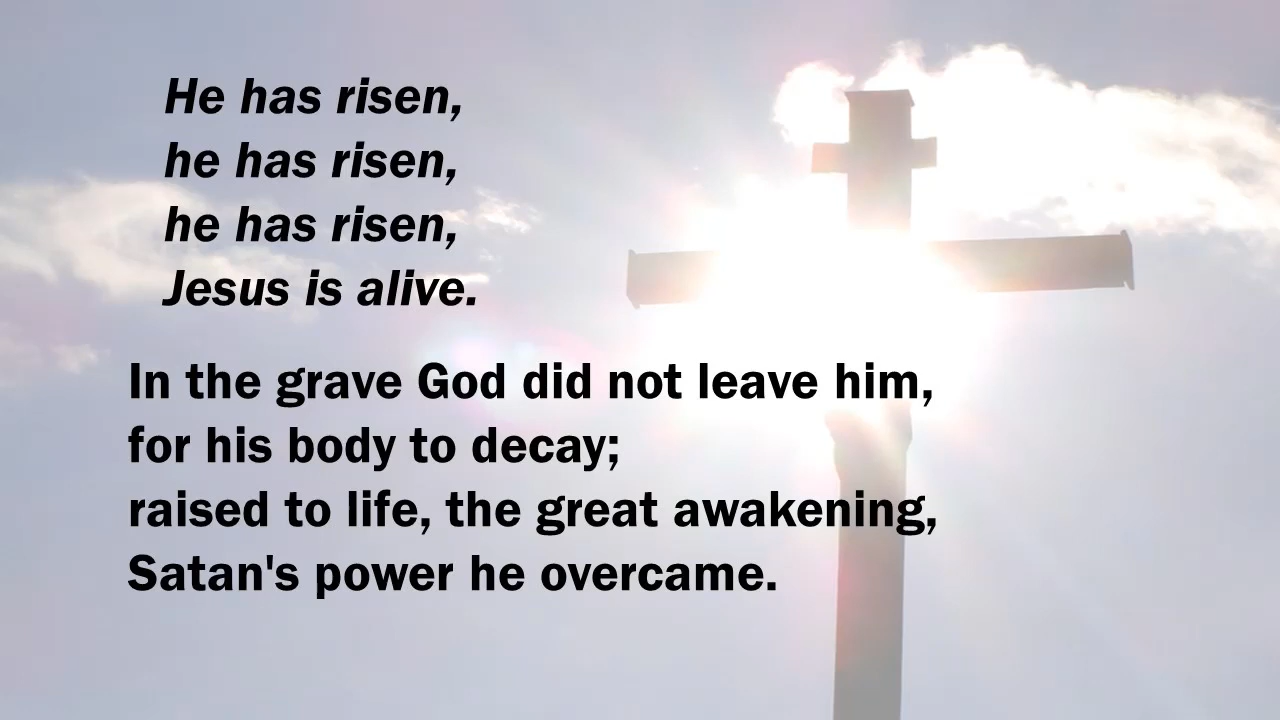 He has risen,
he has risen,
he has risen,
Jesus is alive.
In the grave God did not leave him,
for his body to decay;
raised to life, the great awakening,
Satan's power he overcame.